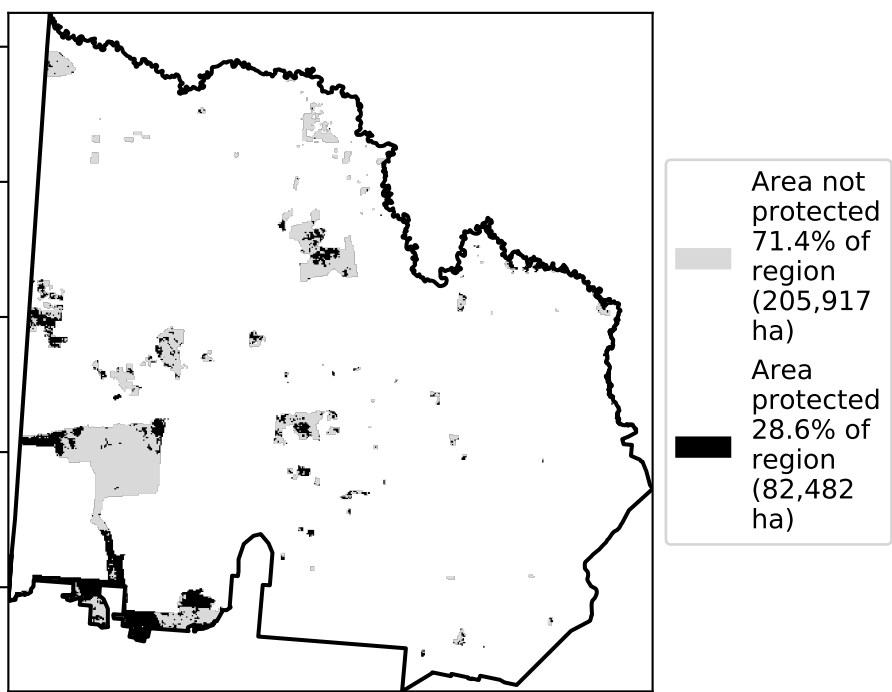 Area not
protected
71.4% of
region
(205,917
ha)
Area
protected
28.6% of
region
(82,482
ha)